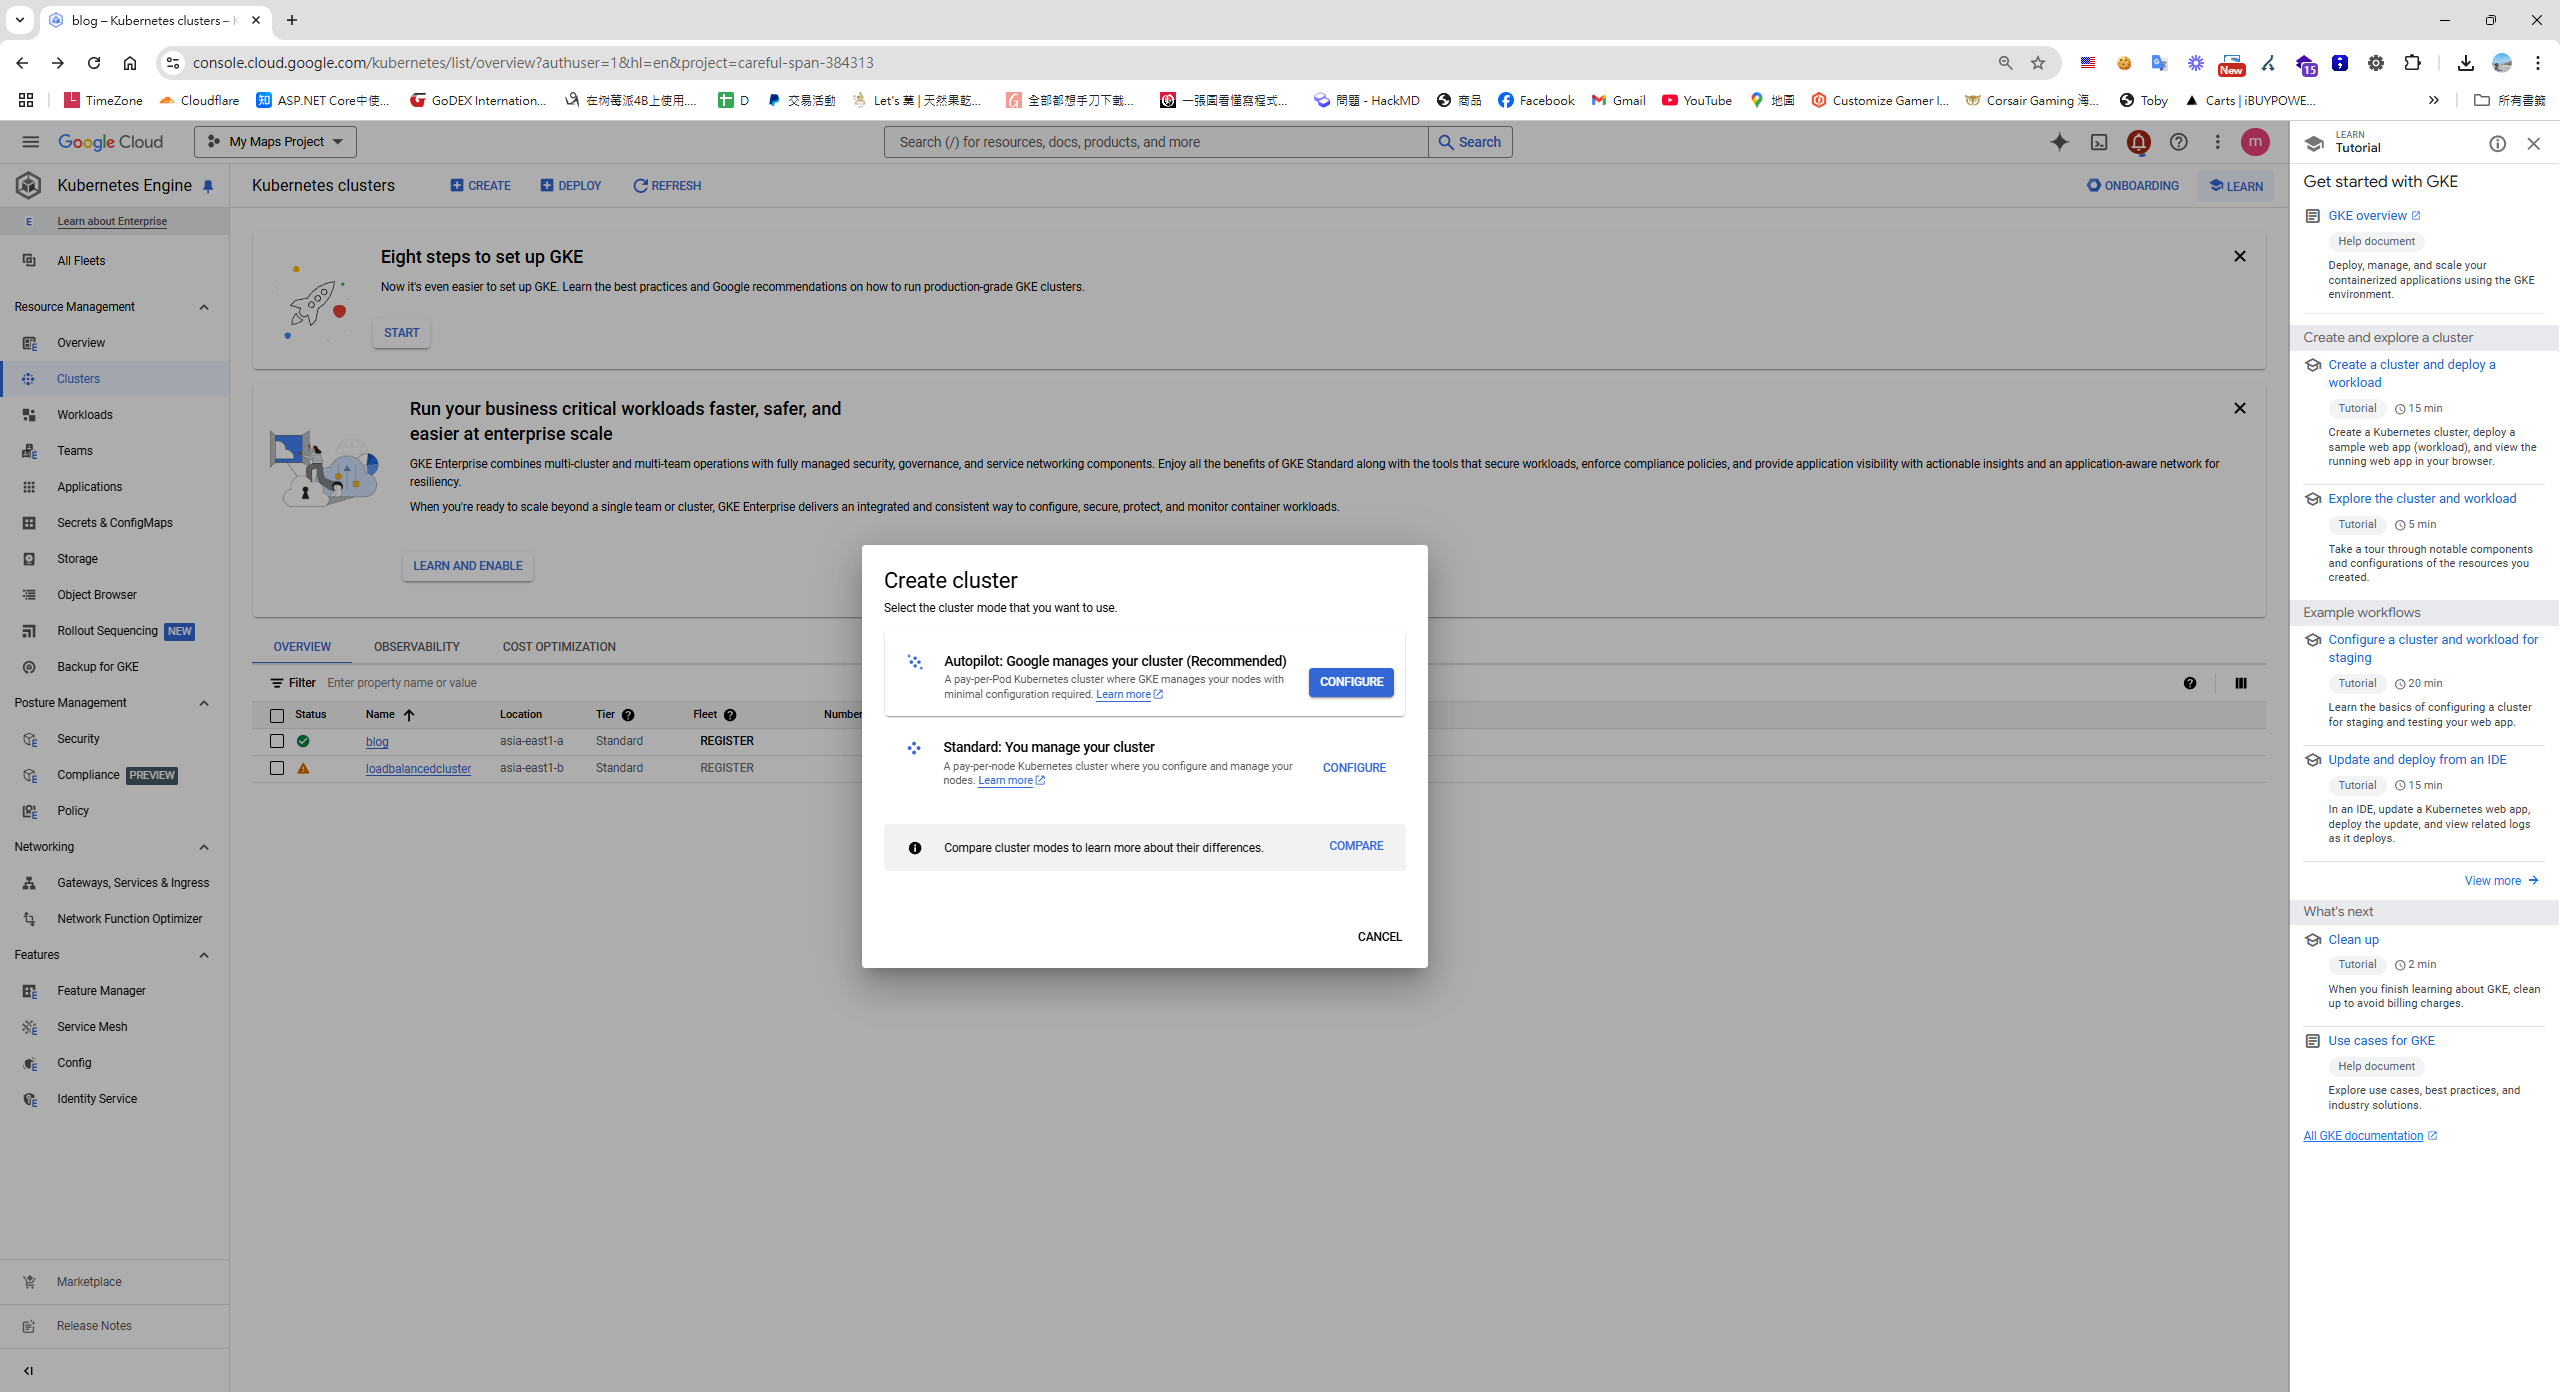 blog – Kubernetes clusters – K
console.cloud.google.com/kubernetes/list/overview?authuser=1&hl=en&project=careful-span-384313
New
15
TimeZone
Cloudflare
ASP.NET Core中使...
GoDEX Internation...
在树莓派4B上使用....
D
交易活動
Let's 菓 | 天然果乾...
全部都想手刀下載...
一張圖看懂寫程式...
問題 - HackMD
商品
Facebook
Gmail
YouTube
地圖
Customize Gamer I...
Corsair Gaming 海...
Toby
Carts | iBUYPOWE...
所有書籤
Google Cloud
My Maps Project
Search (/) for resources, docs, products, and more
Search
m
Kubernetes Engine
Learn about Enterprise
All Fleets
Resource Management
Overview
Clusters
Workloads
Teams
Applications
Secrets & ConfigMaps
Storage
Object Browser
Rollout Sequencing NEW
Backup for GKE
Posture Management
Security
Compliance PREVIEW
Policy
Networking
Gateways, Services & Ingress
Network Function Optimizer
Features
Feature Manager
Service Mesh
Config
Identity Service
Marketplace
Release Notes
Kubernetes clusters
CREATE
DEPLOY
REFRESH
ONBOARDING
LEARN
Eight steps to set up GKE
Now it's even easier to set up GKE. Learn the best practices and Google recommendations on how to run production-grade GKE clusters.
START
Run your business critical workloads faster, safer, and
easier at enterprise scale
GKE Enterprise combines multi-cluster and multi-team operations with fully managed security, governance, and service networking components. Enjoy all the benefits of GKE Standard along with the tools that secure workloads, enforce compliance policies, and provide application visibility with actionable insights and an application-aware network for
resiliency.
When you're ready to scale beyond a single team or cluster, GKE Enterprise delivers an integrated and consistent way to configure, secure, protect, and monitor container workloads.
LEARN AND ENABLE
OVERVIEW
OBSERVABILITY
COST OPTIMIZATION
Filter Enter property name or value
Status Name Location Tier Fleet Number
blog asia-east1-a Standard REGISTER
loadbalancedcluster asia-east1-b Standard REGISTER
Create cluster
Select the cluster mode that you want to use.
Autopilot: Google manages your cluster (Recommended)
A pay-per-Pod Kubernetes cluster where GKE manages your nodes with
minimal configuration required. Learn more
CONFIGURE
Standard: You manage your cluster
A pay-per-node Kubernetes cluster where you configure and manage your
nodes. Learn more
CONFIGURE
Compare cluster modes to learn more about their differences.
COMPARE
CANCEL
LEARN
Tutorial
Get started with GKE
GKE overview
Help document
Deploy, manage, and scale your
containerized applications using the GKE
environment.
Create and explore a cluster
Create a cluster and deploy a
workload
Tutorial 15 min
Create a Kubernetes cluster, deploy a
sample web app (workload), and view the
running web app in your browser.
Explore the cluster and workload
Tutorial 5 min
Take a tour through notable components
and configurations of the resources you
created.
Example workflows
Configure a cluster and workload for
staging
Tutorial 20 min
Learn the basics of configuring a cluster
for staging and testing your web app.
Update and deploy from an IDE
Tutorial 15 min
In an IDE, update a Kubernetes web app,
deploy the update, and view related logs
as it deploys.
View more
What's next
Clean up
Tutorial 2 min
When you finish learning about GKE, clean
up to avoid billing charges.
Use cases for GKE
Help document
Explore use cases, best practices, and
industry solutions.
All GKE documentation